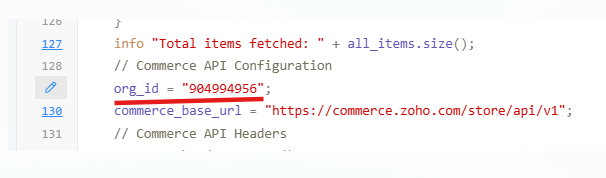 126 }
127 info "Total items fetched: " + all_items.size();
128 // Commerce API Configuration
org_id = "904994956";
130 commerce_base_url = "https://commerce.zoho.com/store/api/v1";
131 // Commerce API Headers